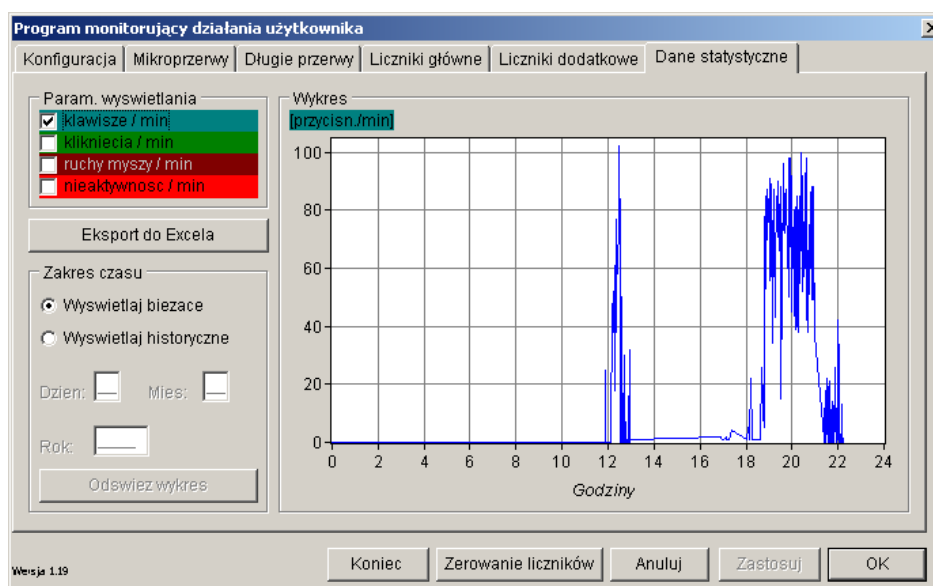 Program monitorujący działania użytkownika
Konfiguracja Mikroprzerwy Długie przerwy Liczniki główne Liczniki dodatkowe Dane statystyczne
Param. wyswietlania
klawisze / min
klikniecia / min
ruchy myszy / min
nieaktywnosc / min
Eksport do Excela
Zakres czasu
Wyswietlaj biezace
Wyswietlaj historyczne
Dzien: Mies:
Rok:
Odswiez wykres
Wykres
[przycisn./min]
100
80
60
40
20
0
0 2 4 6 8 10 12 14 16 18 20 22 24
Godziny
Wersja 1.19
Koniec Zerowanie liczników Anuluj Zastosuj OK